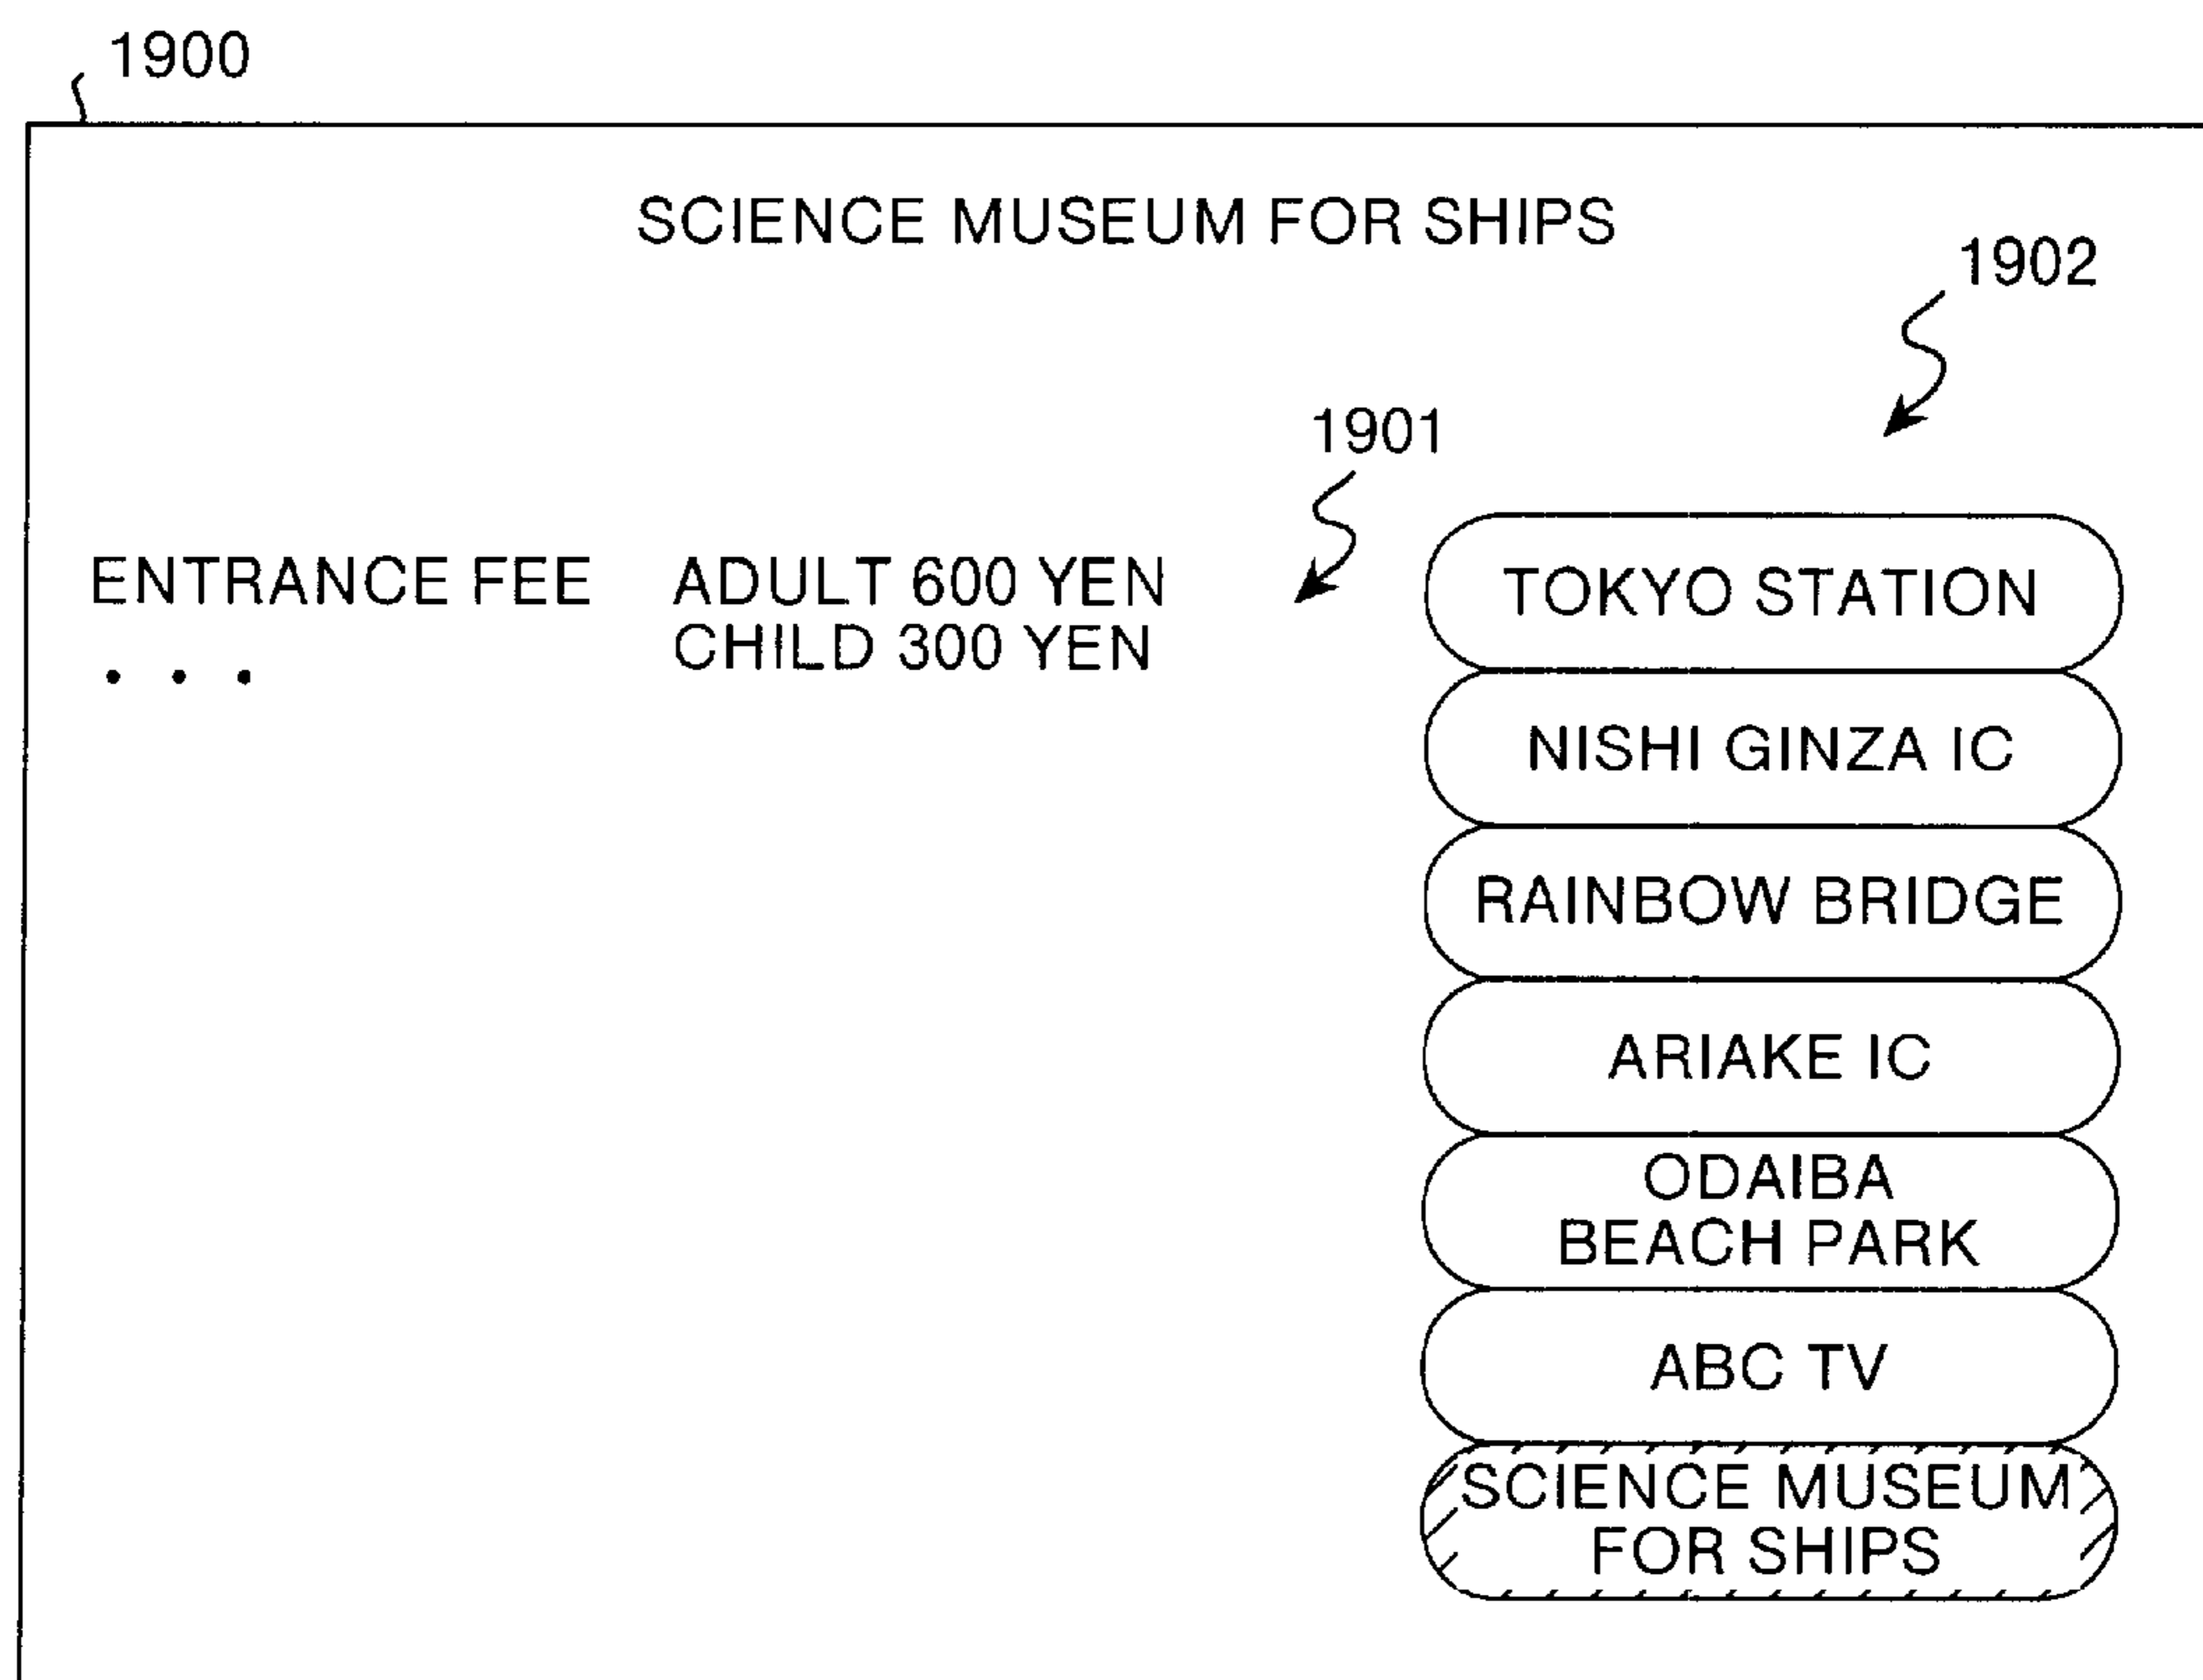 1900
SCIENCE MUSEUM FOR SHIPS
1902
1901
ENTRANCE FEE ADULT 600 YEN
CHILD 300 YEN
• • •
TOKYO STATION
NISHI GINZA IC
RAINBOW BRIDGE
ARIAKE IC
ODAIBA
BEACH PARK
ABC TV
SCIENCE MUSEUM
FOR SHIPS